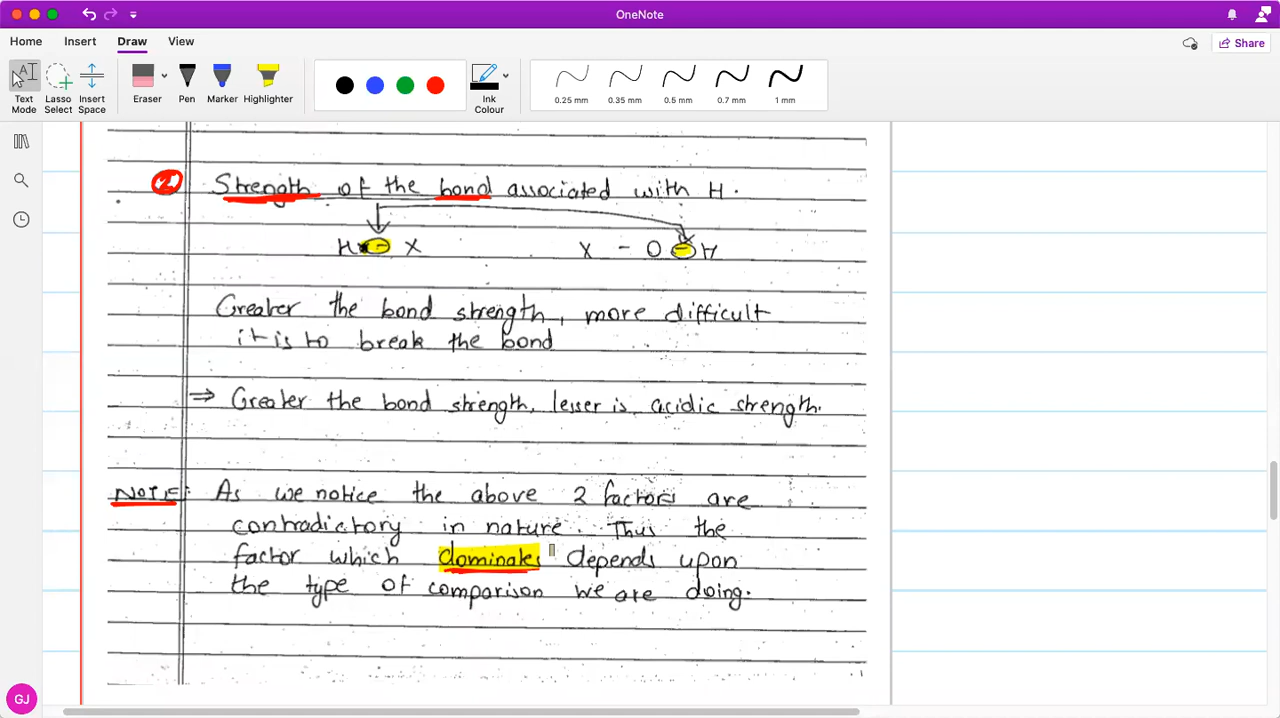 OneNote
Home Insert Draw View
Share
Text Mode
Lasso Select
Insert Space
Eraser
Pen
Marker
Highlighter
Ink Colour
0.25 mm
0.35 mm
0.5 mm
0.7 mm
1 mm
2 Strength of the bond associated with H.
H - X X - O - H
Greater the bond strength, more difficult
it is to break the bond
⇒ Greater the bond strength, lesser is acidic strength.
NOTE: As we notice the above 2 factors are
contradictory in nature. Thus the
factor which dominates depends upon
the type of comparison we are doing.
GJ